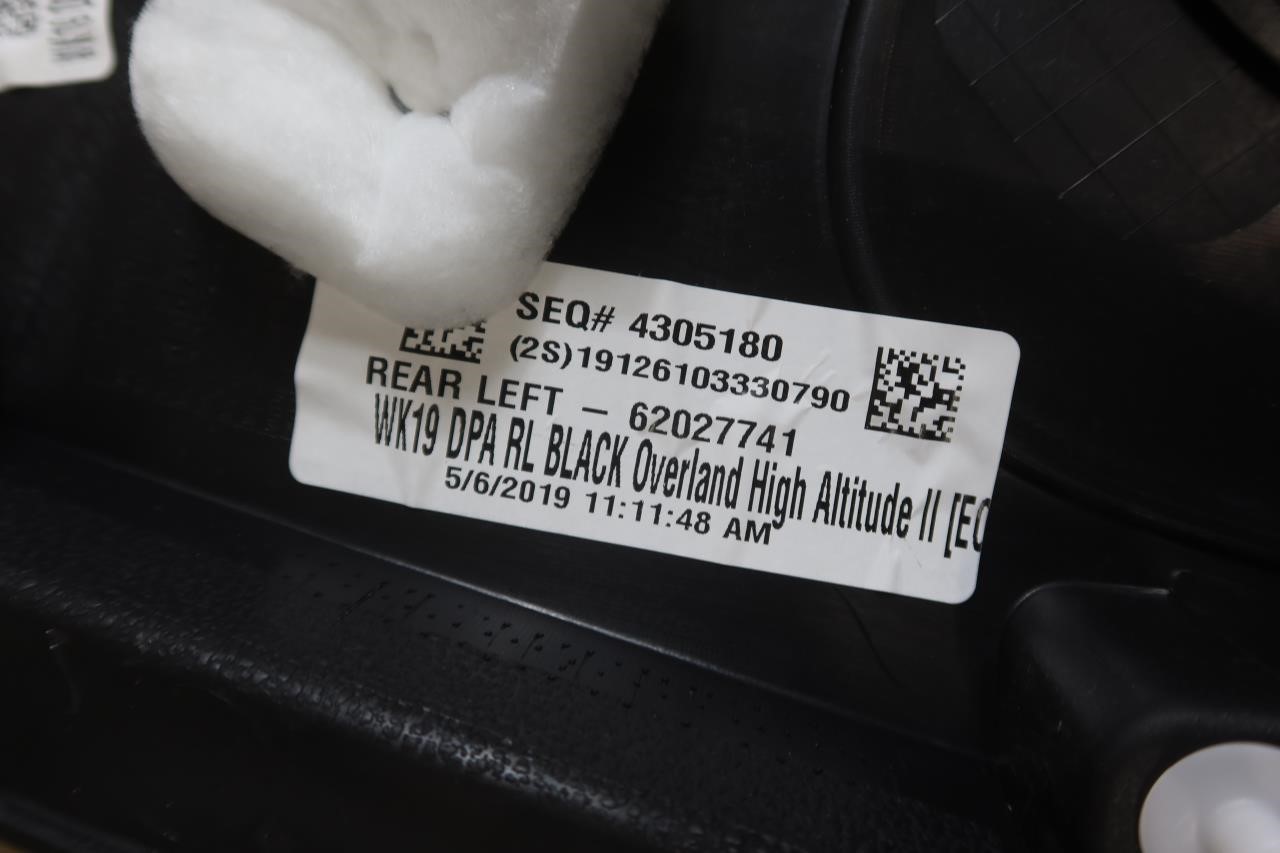 SEQ# 4305180
(2S)19126103330790
REAR LEFT – 62027741
WK19 DPA RL BLACK Overland High Altitude II [EC
5/6/2019 11:11:48 AM